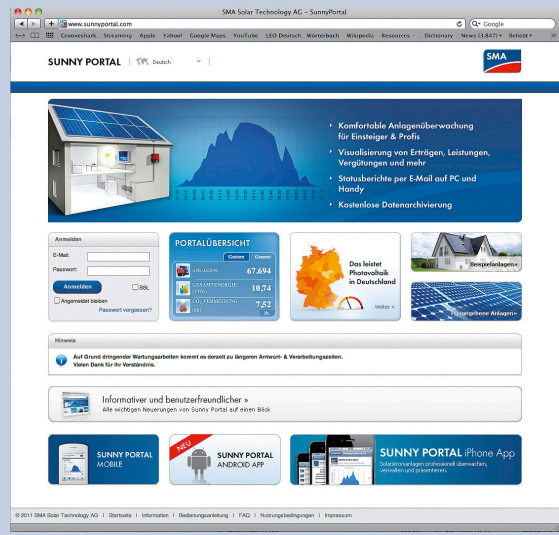 SMA Solar Technology AG – SunnyPortal
www.sunnyportal.com
Google
Grooveshark Streaming Apple Yahoo! Google Maps YouTube LEO Deutsch Wörterbuch Wikipedia Resources - .. Dictionary News (3.847) Beliebt
SUNNY PORTAL
Deutsch
SMA
Komfortable Anlagenüberwachung
für Einsteiger & Profis
Visualisierung von Erträgen, Leistungen,
Vergütungen und mehr
Statusberichte per E-Mail auf PC und
Handy
Kostenlose Datenarchivierung
Anmelden
E-Mail:
Passwort:
Anmelden
SSL
Angemeldet bleiben
Passwort vergessen?
PORTALÜBERSICHT
Gestern Gesamt
ANLAGEN 67.694
GESAMTENERGIE
10,74
CO₂ VERMEIDUNG
7,52
Das leistet
Photovoltaik
in Deutschland
Weiter »
Beispielanlagen»
Freigegebene Anlagen»
Hinweis
Auf Grund dringender Wartungsarbeiten kommt es derzeit zu längeren Antwort- & Verarbeitungszeiten.
Vielen Dank für Ihr Verständnis.
Informativer und benutzerfreundlicher »
Alle wichtigen Neuerungen von Sunny Portal auf einen Blick
SUNNY PORTAL
MOBILE
NEU
SUNNY PORTAL
ANDROID APP
SUNNY PORTAL iPhone App
Solarstromanlagen professionell überwachen,
verwalten und präsentieren.
© 2011 SMA Solar Technology AG | Startseite | Information | Bedienungsanleitung | FAQ | Nutzungsbedingungen | Impressum